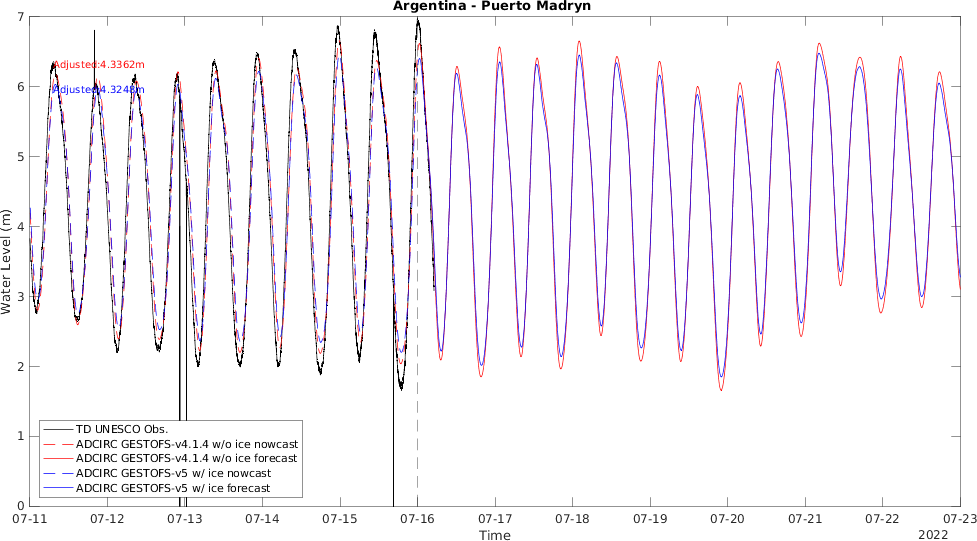 Argentina - Puerto Madryn
Water Level (m)
7
6
5
4
3
2
1
0
Adjusted:4.3362m
Adjusted:4.3248m
TD UNESCO Obs.
ADCIRC GESTOFS-v4.1.4 w/o ice nowcast
ADCIRC GESTOFS-v4.1.4 w/o ice forecast
ADCIRC GESTOFS-v5 w/ ice nowcast
ADCIRC GESTOFS-v5 w/ ice forecast
07-11 07-12 07-13 07-14 07-15 07-16 07-17 07-18 07-19 07-20 07-21 07-22 07-23
Time
2022